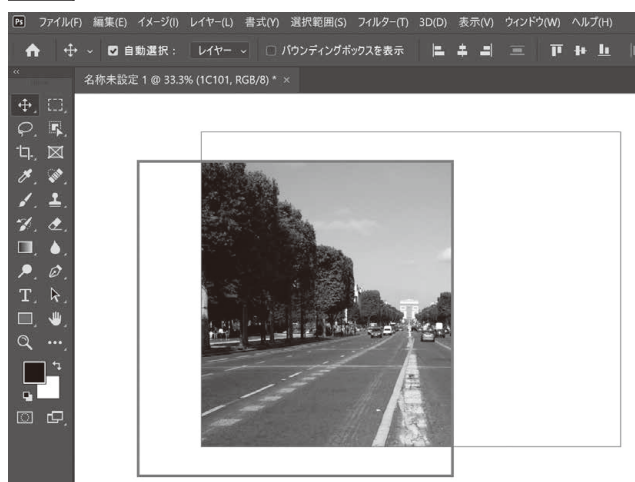 Ps ファイル(F) 編集(E) イメージ(I) レイヤー(L) 書式(Y) 選択範囲(S) フィルター(T) 3D(D) 表示(V) ウィンドウ(W) ヘルプ(H)
自動選択： レイヤー バウンディングボックスを表示
名称未設定 1 @ 33.3% (1C101, RGB/8) * ×